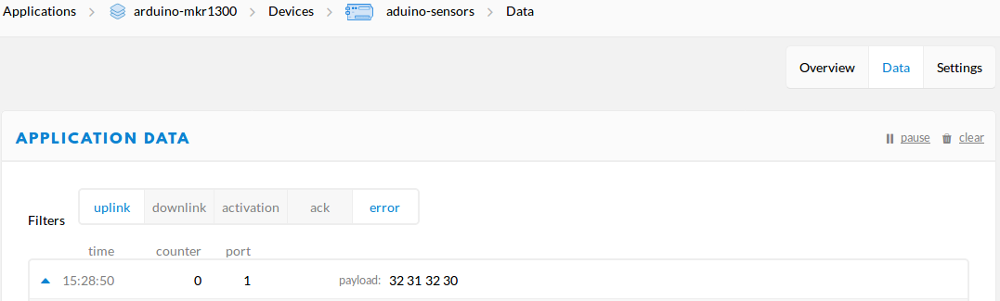 Applications > arduino-mkr1300 > Devices > aduino-sensors > Data
Overview Data Settings
APPLICATION DATA pause clear
Filters uplink downlink activation ack error
time counter port
15:28:50 0 1 payload: 32 31 32 30